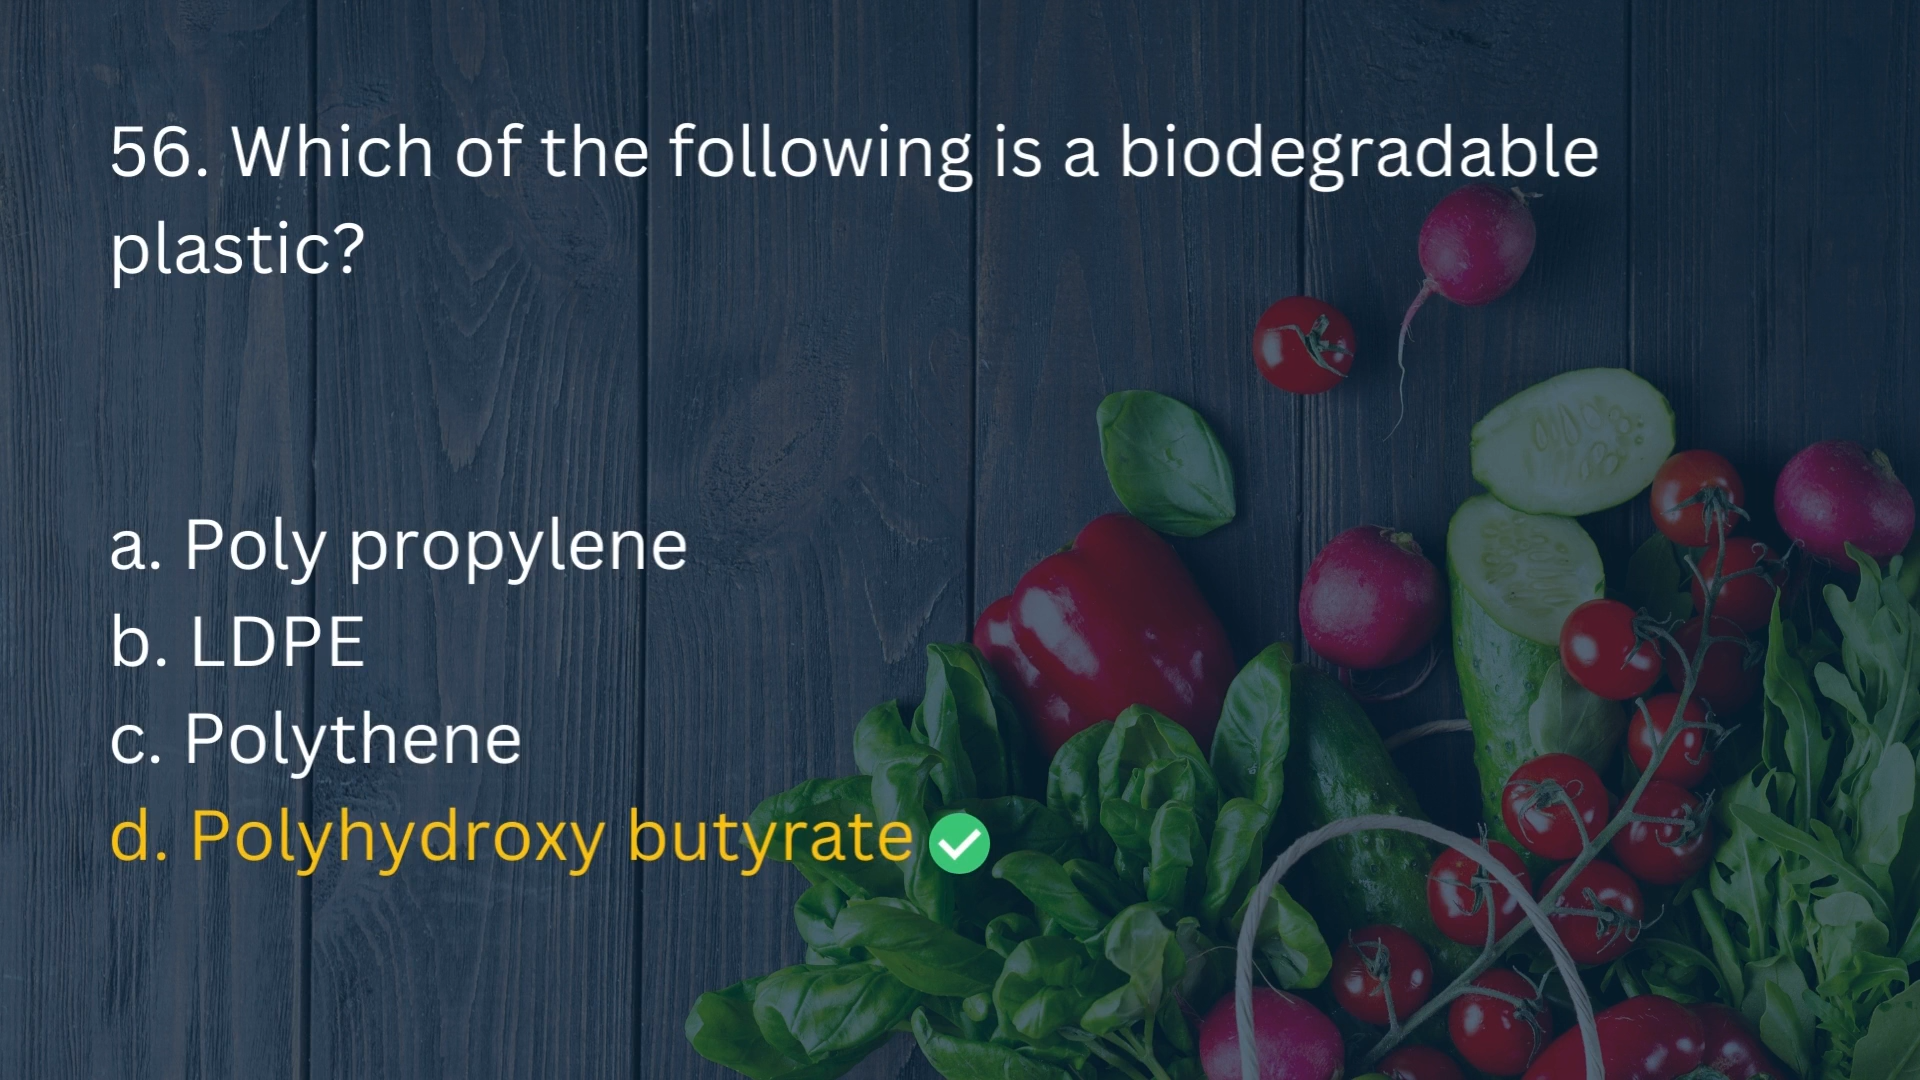 56. Which of the following is a biodegradable
plastic?
a. Poly propylene
b. LDPE
c. Polythene
d. Polyhydroxy butyrate